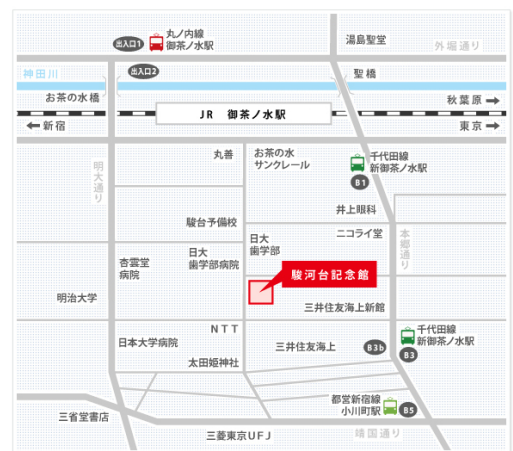 丸ノ内線
出入口1
御茶ノ水駅
湯島聖堂
外堀通り
神田川
出入口2
聖橋
お茶の水橋
秋葉原
JR 御茶ノ水駅
新宿
東京
丸善
お茶の水
サンクレール
千代田線
新御茶ノ水駅
B1
明大通り
井上眼科
駿台予備校
ニコライ堂
本郷通り
日大
歯学部
日大
歯学部病院
杏雲堂
病院
駿河台記念館
明治大学
三井住友海上新館
NTT
千代田線
新御茶ノ水駅
日本大学病院
三井住友海上
B3b
B3
太田姫神社
都営新宿線
小川町駅
B5
三省堂書店
三菱東京UFJ
靖国通り